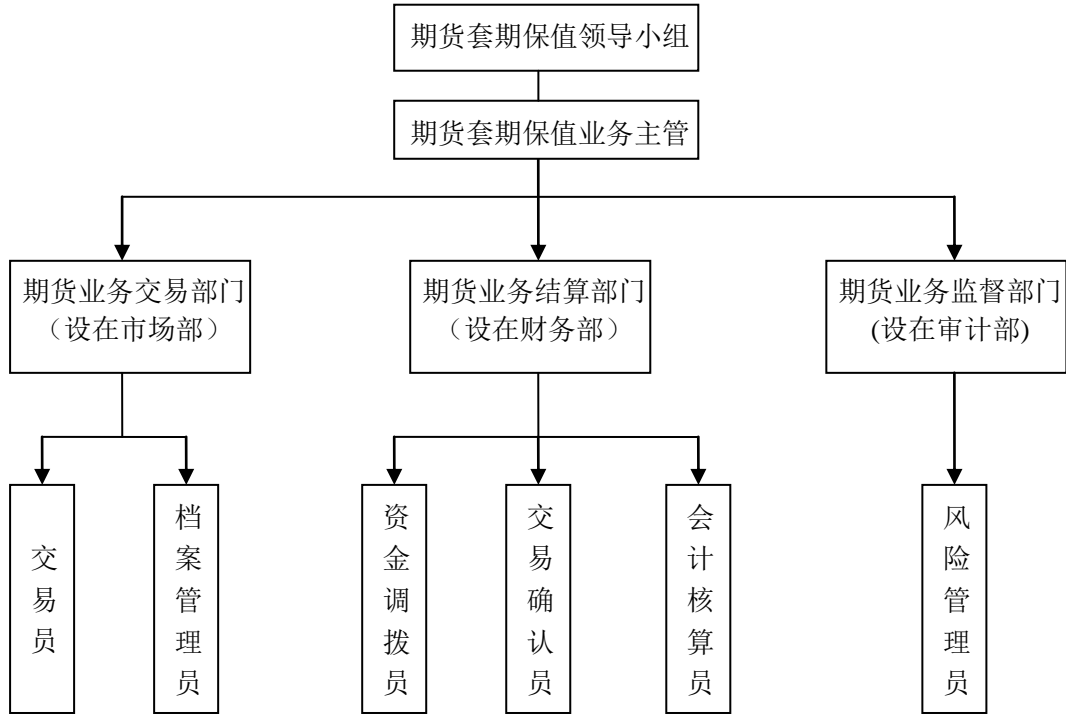 期货套期保值领导小组
期货套期保值业务主管
期货业务交易部门
（设在市场部）
期货业务结算部门
（设在财务部）
期货业务监督部门
(设在审计部)
交易员
档案管理员
资金调拨员
交易确认员
会计核算员
风险管理员